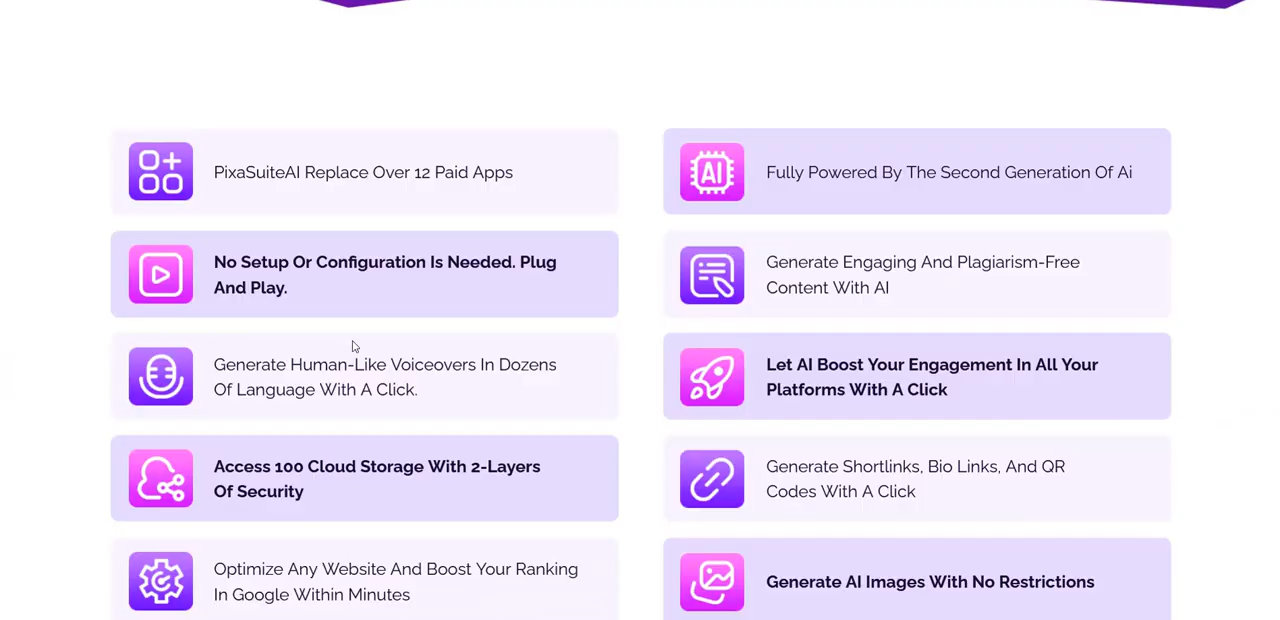 PixaSuiteAI Replace Over 12 Paid Apps
AI
Fully Powered By The Second Generation Of Ai
No Setup Or Configuration Is Needed. Plug
And Play.
Generate Engaging And Plagiarism-Free
Content With AI
Generate Human-Like Voiceovers In Dozens
Of Language With A Click.
Let AI Boost Your Engagement In All Your
Platforms With A Click
Access 100 Cloud Storage With 2-Layers
Of Security
Generate Shortlinks, Bio Links, And QR
Codes With A Click
Optimize Any Website And Boost Your Ranking
In Google Within Minutes
Generate AI Images With No Restrictions